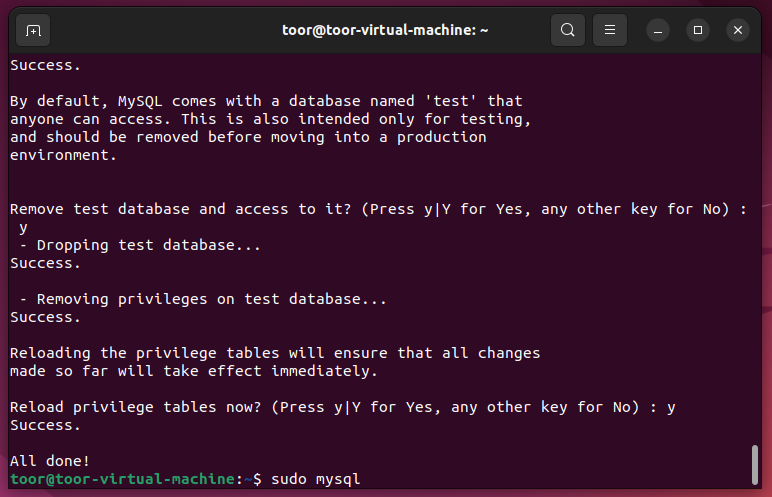 toor@toor-virtual-machine: ~
Success.
By default, MySQL comes with a database named 'test' that
anyone can access. This is also intended only for testing,
and should be removed before moving into a production
environment.
Remove test database and access to it? (Press y|Y for Yes, any other key for No) :
y
- Dropping test database...
Success.
- Removing privileges on test database...
Success.
Reloading the privilege tables will ensure that all changes
made so far will take effect immediately.
Reload privilege tables now? (Press y|Y for Yes, any other key for No) : y
Success.
All done!
toor@toor-virtual-machine:~$ sudo mysql